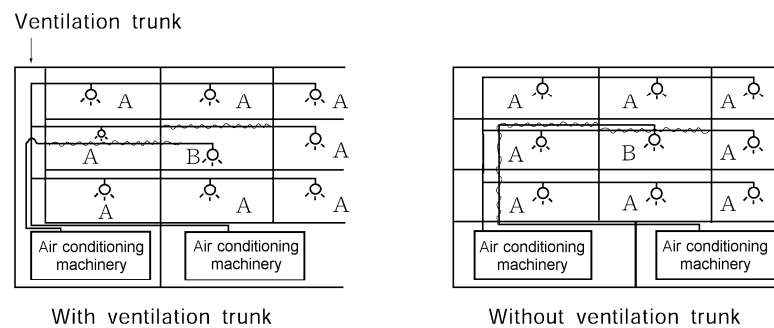 Ventilation trunk
A A A A A A
A B A A B A
A A A A A A
Air conditioning machinery
Air conditioning machinery
Air conditioning machinery
Air conditioning machinery
With ventilation trunk
Without ventilation trunk